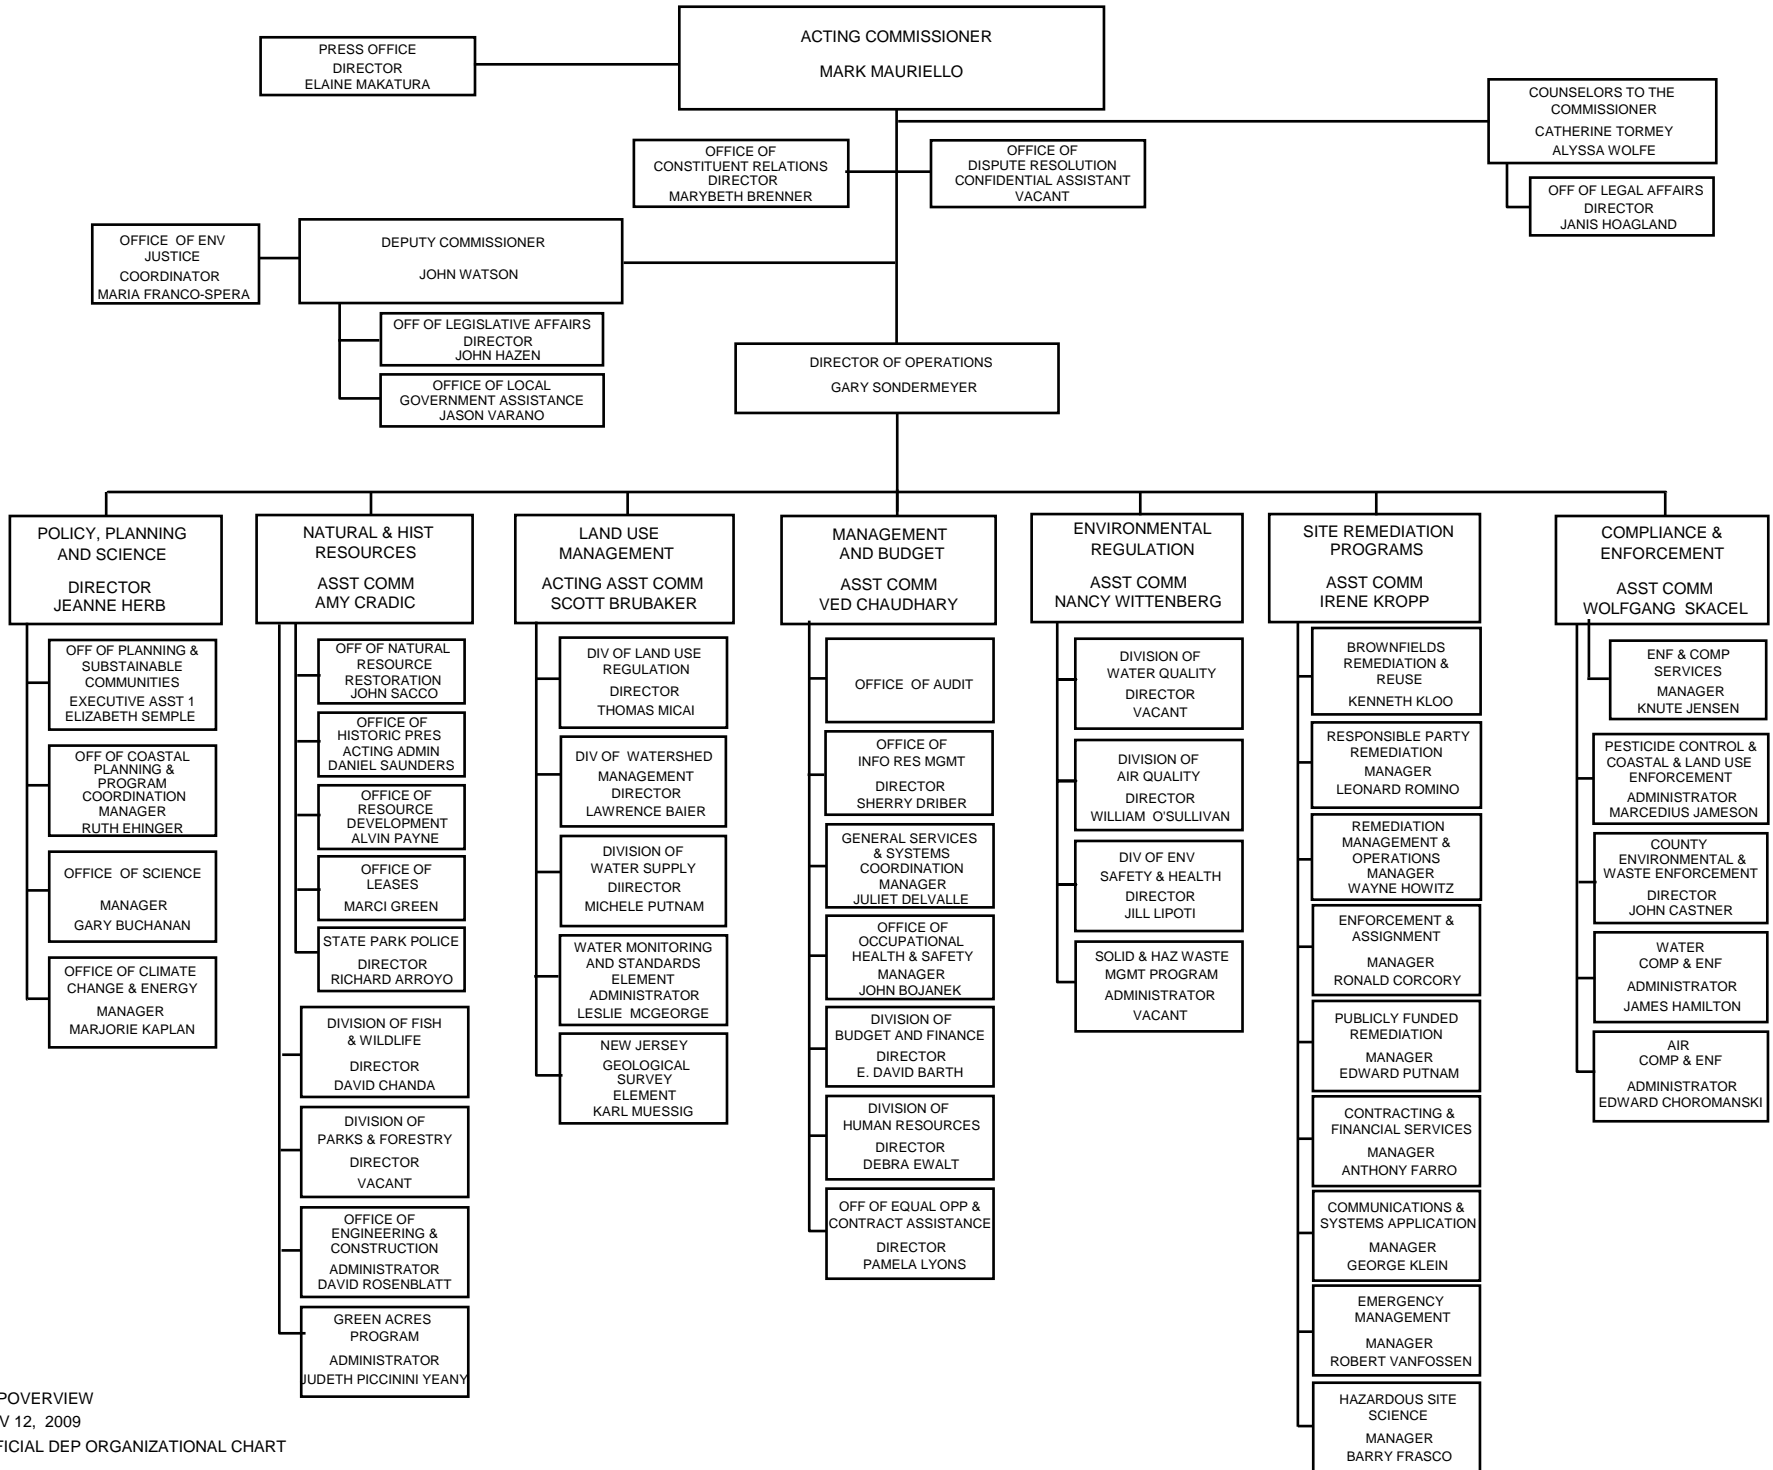 ACTING COMMISSIONER
MARK MAURIELLO
PRESS OFFICE
DIRECTOR
ELAINE MAKATURA
COUNSELORS TO THE
COMMISSIONER
CATHERINE TORMEY
ALYSSA WOLFE
OFFICE OF
CONSTITUENT RELATIONS
DIRECTOR
MARYBETH BRENNER
OFFICE OF
DISPUTE RESOLUTION
CONFIDENTIAL ASSISTANT
VACANT
OFF OF LEGAL AFFAIRS
DIRECTOR
JANIS HOAGLAND
OFFICE OF ENV
JUSTICE
COORDINATOR
MARIA FRANCO-SPERA
DEPUTY COMMISSIONER
JOHN WATSON
OFF OF LEGISLATIVE AFFAIRS
DIRECTOR
JOHN HAZEN
OFFICE OF LOCAL
GOVERNMENT ASSISTANCE
JASON VARANO
DIRECTOR OF OPERATIONS
GARY SONDERMEYER
POLICY, PLANNING
AND SCIENCE
DIRECTOR
JEANNE HERB
OFF OF PLANNING &
SUBSTAINABLE
COMMUNITIES
EXECUTIVE ASST 1
ELIZABETH SEMPLE
OFF OF COASTAL
PLANNING &
PROGRAM
COORDINATION
MANAGER
RUTH EHINGER
OFFICE OF SCIENCE
MANAGER
GARY BUCHANAN
OFFICE OF CLIMATE
CHANGE & ENERGY
MANAGER
MARJORIE KAPLAN
NATURAL & HIST
RESOURCES
ASST COMM
AMY CRADIC
OFF OF NATURAL
RESOURCE
RESTORATION
JOHN SACCO
OFFICE OF
HISTORIC PRES
ACTING ADMIN
DANIEL SAUNDERS
OFFICE OF
RESOURCE
DEVELOPMENT
ALVIN PAYNE
OFFICE OF
LEASES
MARCI GREEN
STATE PARK POLICE
DIRECTOR
RICHARD ARROYO
DIVISION OF FISH
& WILDLIFE
DIRECTOR
DAVID CHANDA
DIVISION OF
PARKS & FORESTRY
DIRECTOR
VACANT
OFFICE OF
ENGINEERING &
CONSTRUCTION
ADMINISTRATOR
DAVID ROSENBLATT
GREEN ACRES
PROGRAM
ADMINISTRATOR
JUDETH PICCININI YEANY
LAND USE
MANAGEMENT
ACTING ASST COMM
SCOTT BRUBAKER
DIV OF LAND USE
REGULATION
DIRECTOR
THOMAS MICAI
DIV OF WATERSHED
MANAGEMENT
DIRECTOR
LAWRENCE BAIER
DIVISION OF
WATER SUPPLY
DIIRECTOR
MICHELE PUTNAM
WATER MONITORING
AND STANDARDS
ELEMENT
ADMINISTRATOR
LESLIE MCGEORGE
NEW JERSEY
GEOLOGICAL
SURVEY
ELEMENT
KARL MUESSIG
MANAGEMENT
AND BUDGET
ASST COMM
VED CHAUDHARY
OFFICE OF AUDIT
OFFICE OF
INFO RES MGMT
DIRECTOR
SHERRY DRIBER
GENERAL SERVICES
& SYSTEMS
COORDINATION
MANAGER
JULIET DELVALLE
OFFICE OF
OCCUPATIONAL
HEALTH & SAFETY
MANAGER
JOHN BOJANEK
DIVISION OF
BUDGET AND FINANCE
DIRECTOR
E. DAVID BARTH
DIVISION OF
HUMAN RESOURCES
DIRECTOR
DEBRA EWALT
OFF OF EQUAL OPP &
CONTRACT ASSISTANCE
DIRECTOR
PAMELA LYONS
ENVIRONMENTAL
REGULATION
ASST COMM
NANCY WITTENBERG
DIVISION OF
WATER QUALITY
DIRECTOR
VACANT
DIVISION OF
AIR QUALITY
DIRECTOR
WILLIAM O'SULLIVAN
DIV OF ENV
SAFETY & HEALTH
DIRECTOR
JILL LIPOTI
SOLID & HAZ WASTE
MGMT PROGRAM
ADMINISTRATOR
VACANT
SITE REMEDIATION
PROGRAMS
ASST COMM
IRENE KROPP
BROWNFIELDS
REMEDIATION &
REUSE
KENNETH KLOO
RESPONSIBLE PARTY
REMEDIATION
MANAGER
LEONARD ROMINO
REMEDIATION
MANAGEMENT &
OPERATIONS
MANAGER
WAYNE HOWITZ
ENFORCEMENT &
ASSIGNMENT
MANAGER
RONALD CORCORY
PUBLICLY FUNDED
REMEDIATION
MANAGER
EDWARD PUTNAM
CONTRACTING &
FINANCIAL SERVICES
MANAGER
ANTHONY FARRO
COMMUNICATIONS &
SYSTEMS APPLICATION
MANAGER
GEORGE KLEIN
EMERGENCY
MANAGEMENT
MANAGER
ROBERT VANFOSSEN
HAZARDOUS SITE
SCIENCE
MANAGER
BARRY FRASCO
COMPLIANCE &
ENFORCEMENT
ASST COMM
WOLFGANG SKACEL
ENF & COMP
SERVICES
MANAGER
KNUTE JENSEN
PESTICIDE CONTROL &
COASTAL & LAND USE
ENFORCEMENT
ADMINISTRATOR
MARCEDIUS JAMESON
COUNTY
ENVIRONMENTAL &
WASTE ENFORCEMENT
DIRECTOR
JOHN CASTNER
WATER
COMP & ENF
ADMINISTRATOR
JAMES HAMILTON
AIR
COMP & ENF
ADMINISTRATOR
EDWARD CHOROMANSKI
POVERVIEW
V 12, 2009
FICIAL DEP ORGANIZATIONAL CHART